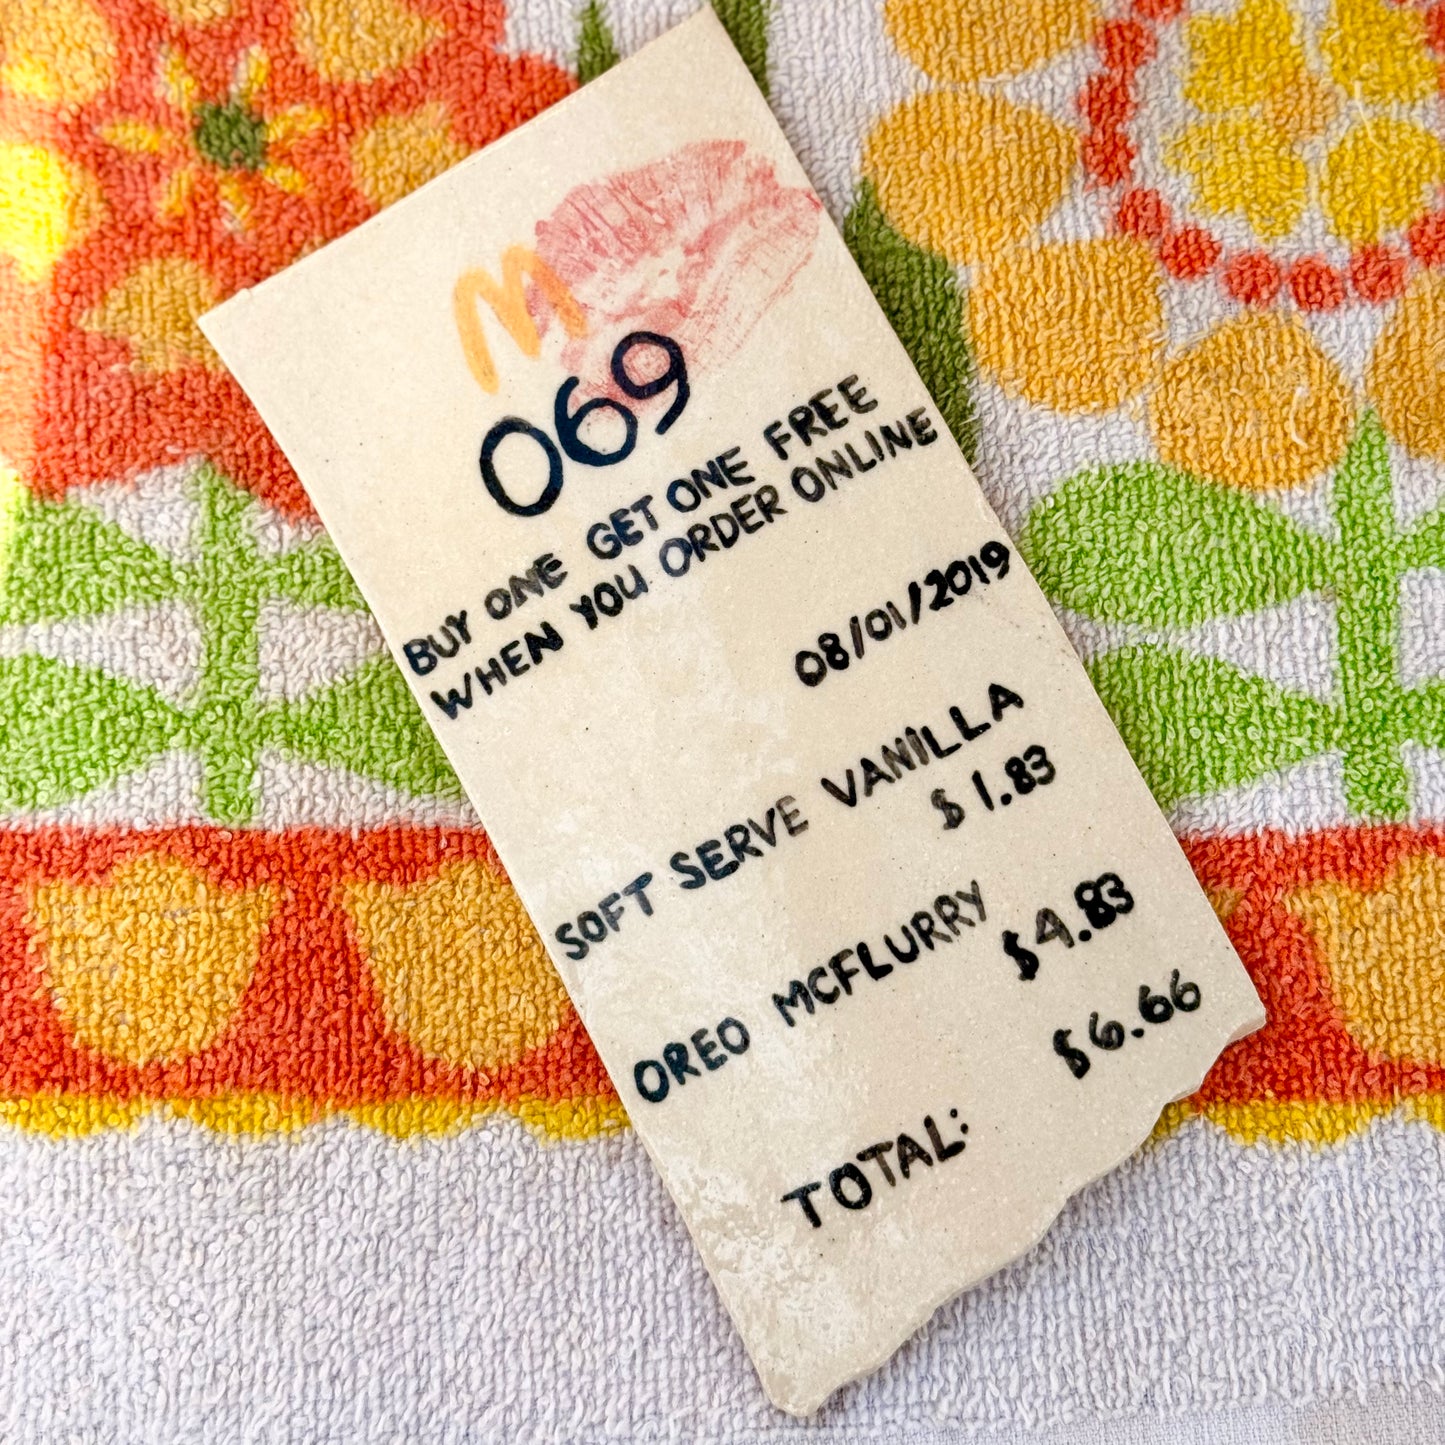 M
069
BUY ONE GET ONE FREE
WHEN YOU ORDER ONLINE
08/01/2019
SOFT SERVE VANILLA
$1.83
OREO MCFLURRY
$4.83
$6.66
TOTAL: